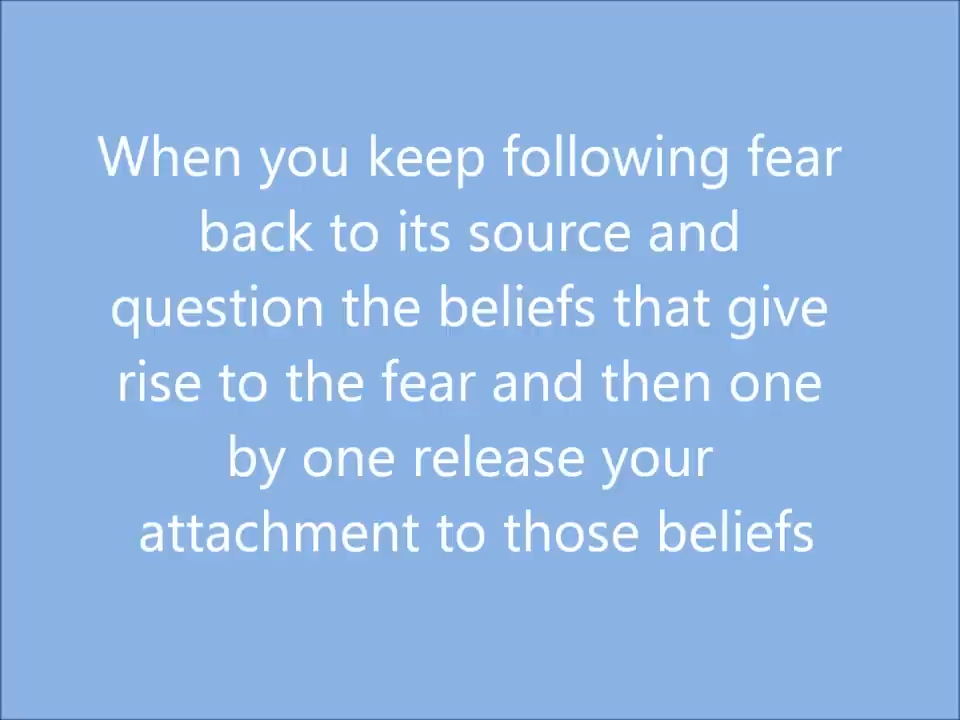 When you keep following fear
back to its source and
question the beliefs that give
rise to the fear and then one
by one release your
attachment to those beliefs